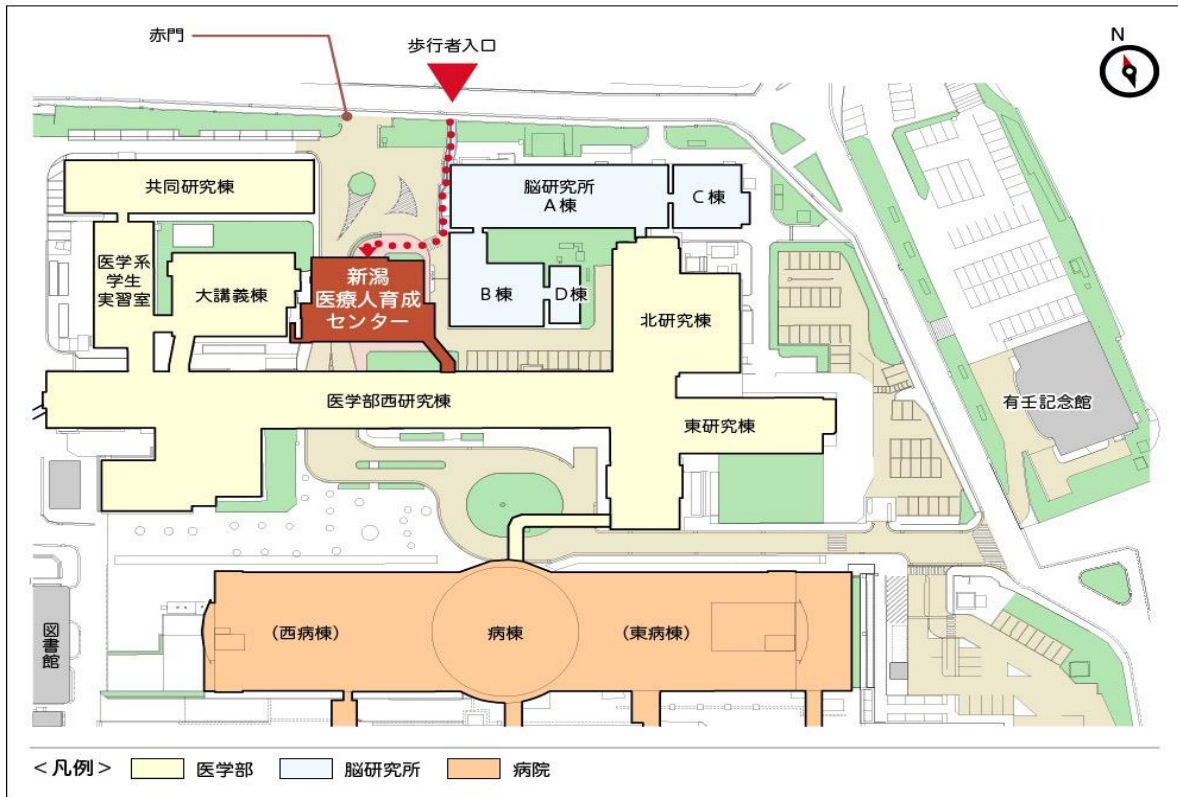 赤門
歩行者入口
N
共同研究棟
脳研究所
A棟
C棟
医学系
学生
実習室
大講義棟
新潟
医療人育成
センター
B棟
D棟
北研究棟
医学部西研究棟
東研究棟
有壬記念館
図書館
(西病棟)
病棟
(東病棟)
<凡例>
医学部
脳研究所
病院